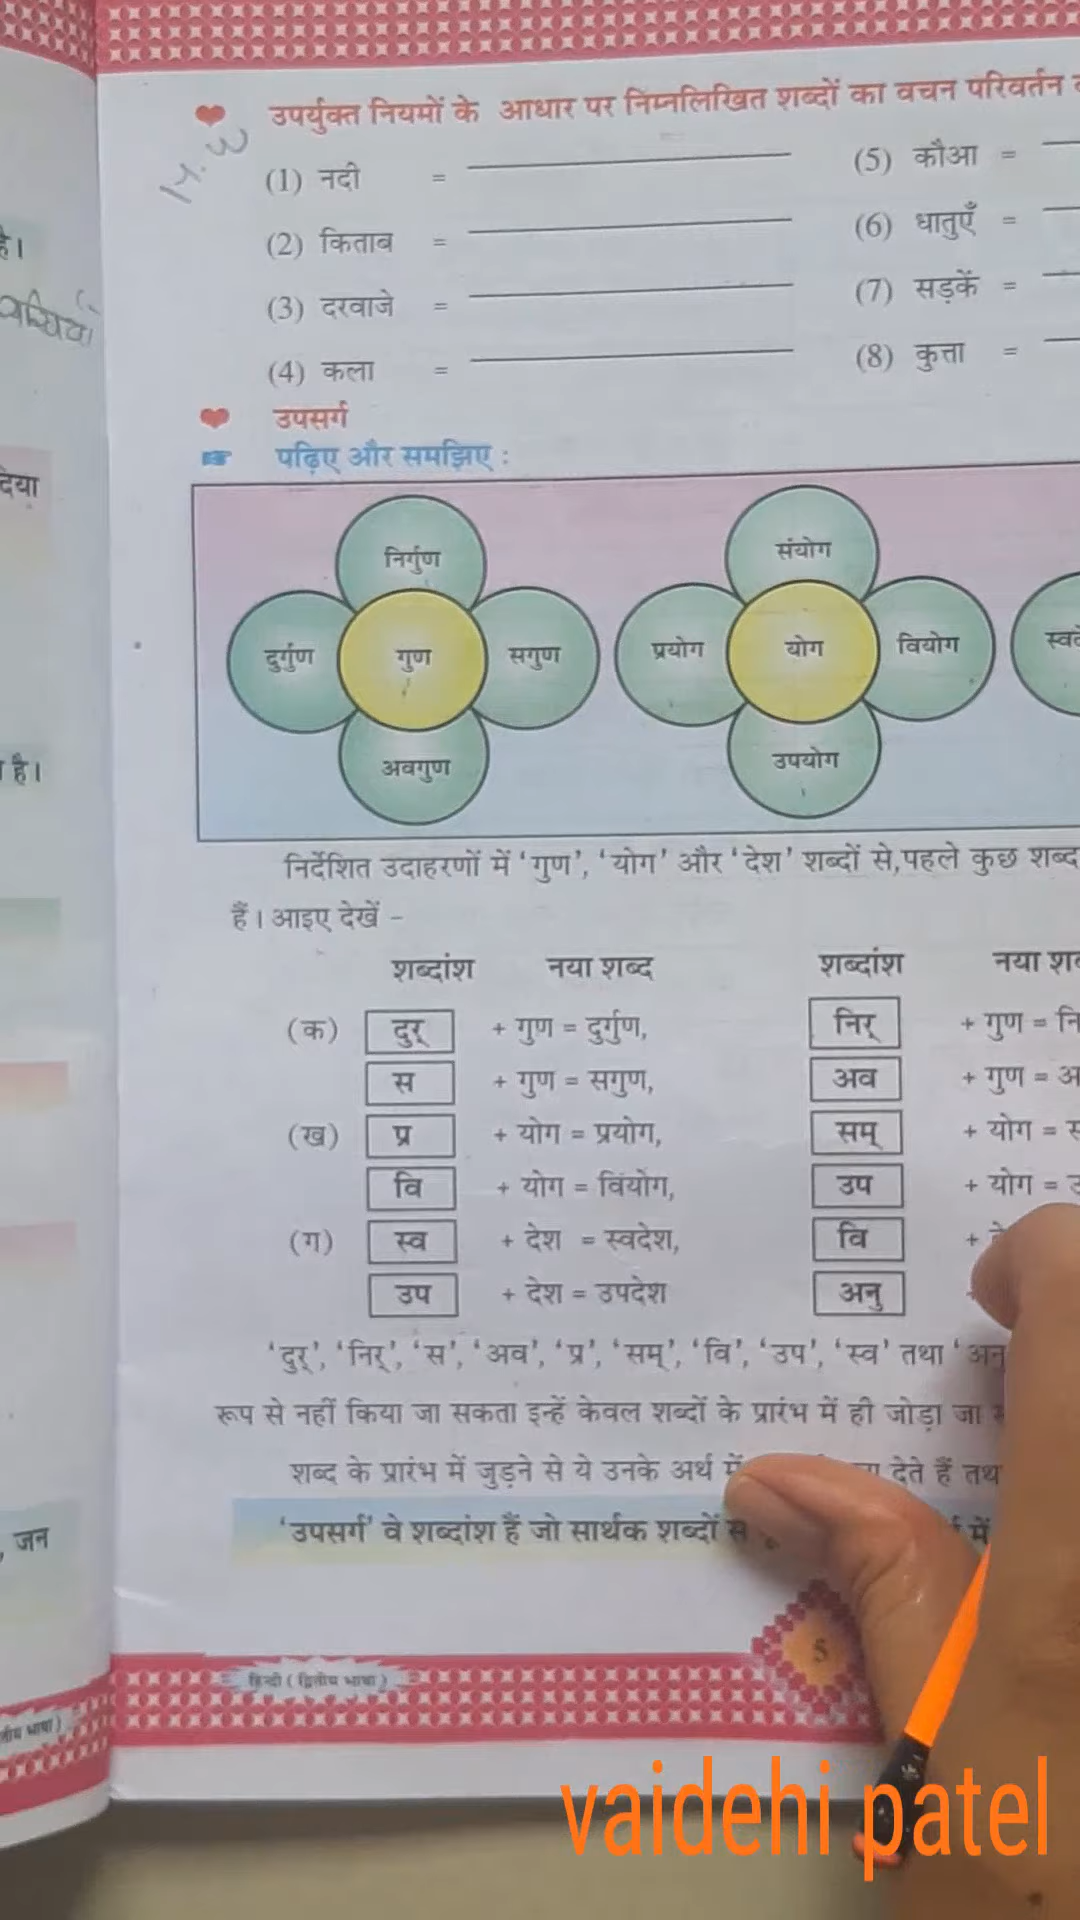 उपर्युक्त नियमों के आधार पर निम्नलिखित शब्दों का वचन परिवर्तन
H.W
(1) नदी =
(5) कौआ =
(2) किताब =
(6) धातुएँ =
(3) दरवाजे =
(7) सड़कें =
(4) कला =
(8) कुत्ता =
उपसर्ग
पढ़िए और समझिए :
निर्गुण
दुर्गुण गुण सगुण
अवगुण
संयोग
प्रयोग योग वियोग
उपयोग
निर्देशित उदाहरणों में 'गुण', 'योग' और 'देश' शब्दों से, पहले कुछ शब्द
हैं। आइए देखें -
शब्दांश नया शब्द शब्दांश नया
(क) दुर् + गुण = दुर्गुण, निर् + गुण =
स + गुण = सगुण, अव + गुण =
(ख) प्र + योग = प्रयोग, सम् + योग =
वि + योग = वियोग, उप + योग =
(ग) स्व + देश = स्वदेश, वि +
उप + देश = उपदेश अनु
'दुर्', 'निर्', 'स', 'अव', 'प्र', 'सम्', 'वि', 'उप', 'स्व' तथा
रूप से नहीं किया जा सकता इन्हें केवल शब्दों के प्रारंभ में ही जोड़ा जा
शब्द के प्रारंभ में जुड़ने से ये उनके अर्थ में देते हैं
'उपसर्ग' वे शब्दांश हैं जो सार्थक शब्दों में
5
हिन्दी (द्वितीय भाषा)
है।
दिया
है।
, जन
vaidehi patel